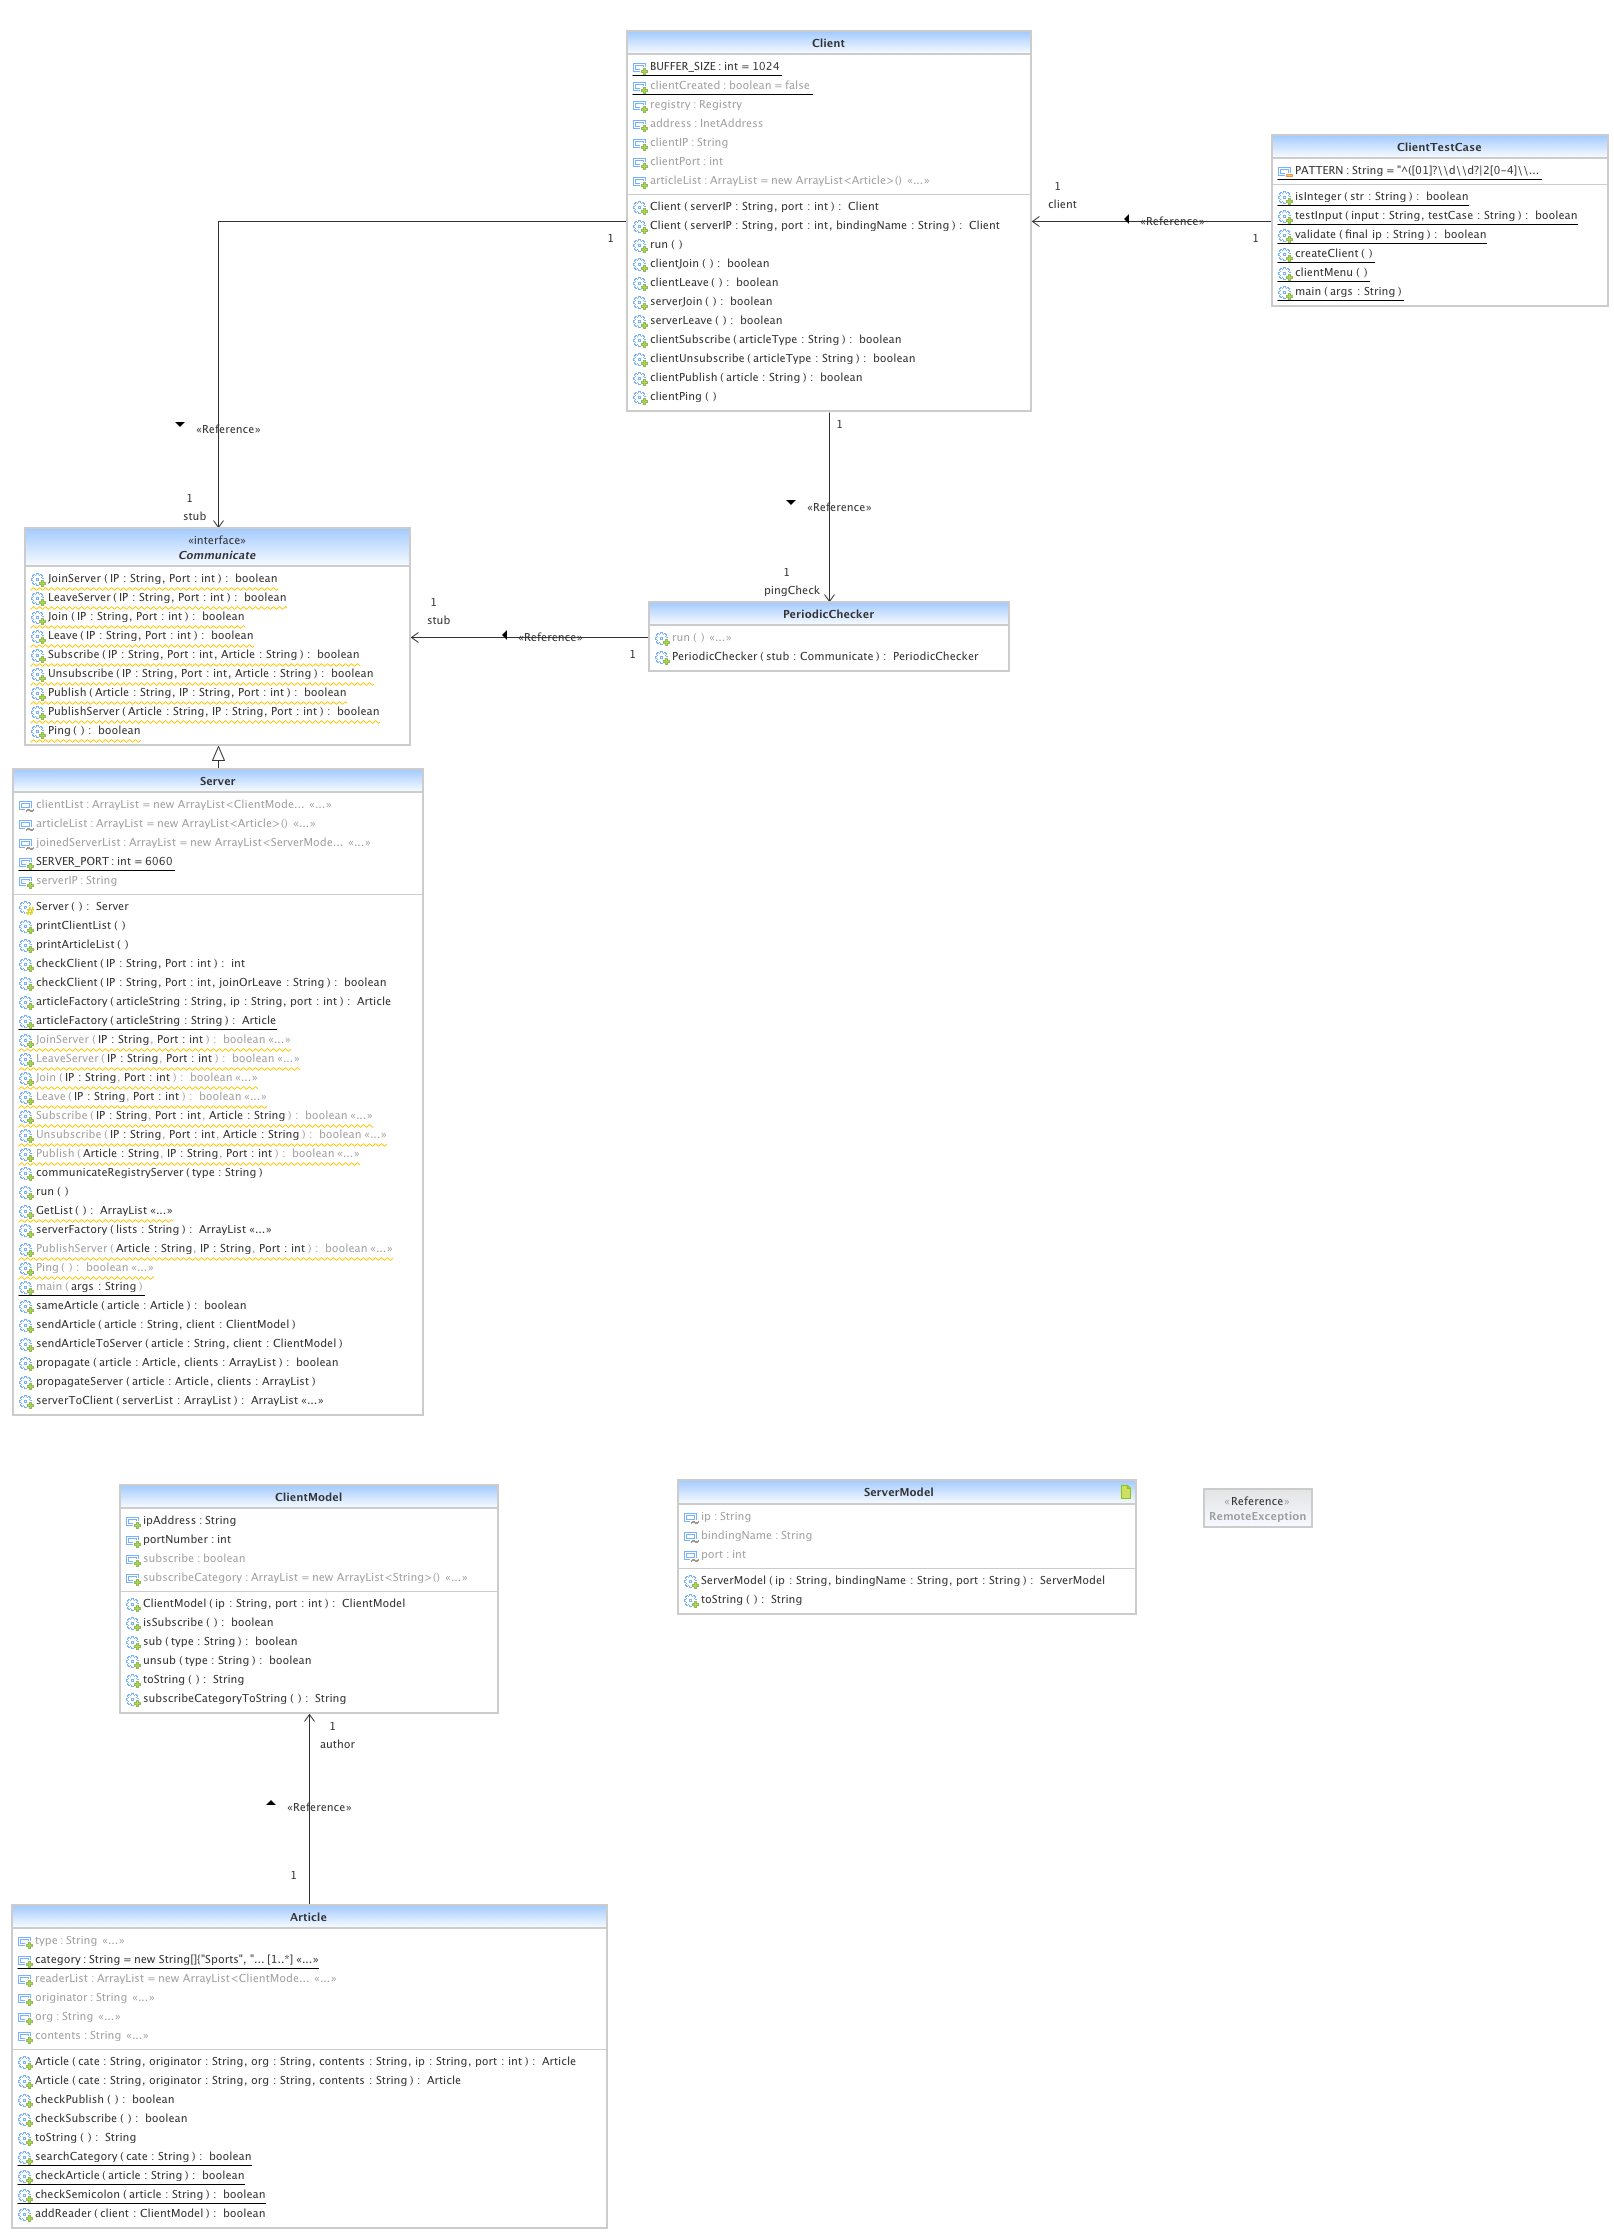 Client
BUFFER_SIZE : int = 1024
clientCreated : boolean = false
registry : Registry
address : InetAddress
clientIP : String
clientPort : int
articleList : ArrayList = new ArrayList<Article>() «...»
Client ( serverIP : String, port : int ) : Client
Client ( serverIP : String, port : int, bindingName : String ) : Client
run ( )
clientJoin ( ) : boolean
clientLeave ( ) : boolean
serverJoin ( ) : boolean
serverLeave ( ) : boolean
clientSubscribe ( articleType : String ) : boolean
clientUnsubscribe ( articleType : String ) : boolean
clientPublish ( article : String ) : boolean
clientPing ( )
ClientTestCase
PATTERN : String = "^([01]?\\d\\d?|2[0-4]\\...
isInteger ( str : String ) : boolean
testInput ( input : String, testCase : String ) : boolean
validate ( final ip : String ) : boolean
createClient ( )
clientMenu ( )
main ( args : String )
1
client
«Reference»
1
1
«Reference»
1
stub
1
«Reference»
1
pingCheck
«interface»
Communicate
JoinServer ( IP : String, Port : int ) : boolean
LeaveServer ( IP : String, Port : int ) : boolean
Join ( IP : String, Port : int ) : boolean
Leave ( IP : String, Port : int ) : boolean
Subscribe ( IP : String, Port : int, Article : String ) : boolean
Unsubscribe ( IP : String, Port : int, Article : String ) : boolean
Publish ( Article : String, IP : String, Port : int ) : boolean
PublishServer ( Article : String, IP : String, Port : int ) : boolean
Ping ( ) : boolean
1
stub
«Reference»
1
PeriodicChecker
run ( ) «...»
PeriodicChecker ( stub : Communicate ) : PeriodicChecker
Server
clientList : ArrayList = new ArrayList<ClientMode... «...»
articleList : ArrayList = new ArrayList<Article>() «...»
joinedServerList : ArrayList = new ArrayList<ServerMode... «...»
SERVER_PORT : int = 6060
serverIP : String
Server ( ) : Server
printClientList ( )
printArticleList ( )
checkClient ( IP : String, Port : int ) : int
checkClient ( IP : String, Port : int, joinOrLeave : String ) : boolean
articleFactory ( articleString : String, ip : String, port : int ) : Article
articleFactory ( articleString : String ) : Article
JoinServer ( IP : String, Port : int ) : boolean «...»
LeaveServer ( IP : String, Port : int ) : boolean «...»
Join ( IP : String, Port : int ) : boolean «...»
Leave ( IP : String, Port : int ) : boolean «...»
Subscribe ( IP : String, Port : int, Article : String ) : boolean «...»
Unsubscribe ( IP : String, Port : int, Article : String ) : boolean «...»
Publish ( Article : String, IP : String, Port : int ) : boolean «...»
communicateRegistryServer ( type : String )
run ( )
GetList ( ) : ArrayList «...»
serverFactory ( lists : String ) : ArrayList «...»
PublishServer ( Article : String, IP : String, Port : int ) : boolean «...»
Ping ( ) : boolean «...»
main ( args : String )
sameArticle ( article : Article ) : boolean
sendArticle ( article : String, client : ClientModel )
sendArticleToServer ( article : String, client : ClientModel )
propagate ( article : Article, clients : ArrayList ) : boolean
propagateServer ( article : Article, clients : ArrayList )
serverToClient ( serverList : ArrayList ) : ArrayList «...»
ClientModel
ipAddress : String
portNumber : int
subscribe : boolean
subscribeCategory : ArrayList = new ArrayList<String>() «...»
ClientModel ( ip : String, port : int ) : ClientModel
isSubscribe ( ) : boolean
sub ( type : String ) : boolean
unsub ( type : String ) : boolean
toString ( ) : String
subscribeCategoryToString ( ) : String
ServerModel
ip : String
bindingName : String
port : int
ServerModel ( ip : String, bindingName : String, port : String ) : ServerModel
toString ( ) : String
«Reference»
RemoteException
1
author
«Reference»
1
Article
type : String «...»
category : String = new String[]{"Sports", "... [1..*] «...»
readerList : ArrayList = new ArrayList<ClientMode... «...»
originator : String «...»
org : String «...»
contents : String «...»
Article ( cate : String, originator : String, org : String, contents : String, ip : String, port : int ) : Article
Article ( cate : String, originator : String, org : String, contents : String ) : Article
checkPublish ( ) : boolean
checkSubscribe ( ) : boolean
toString ( ) : String
searchCategory ( cate : String ) : boolean
checkArticle ( article : String ) : boolean
checkSemicolon ( article : String ) : boolean
addReader ( client : ClientModel ) : boolean